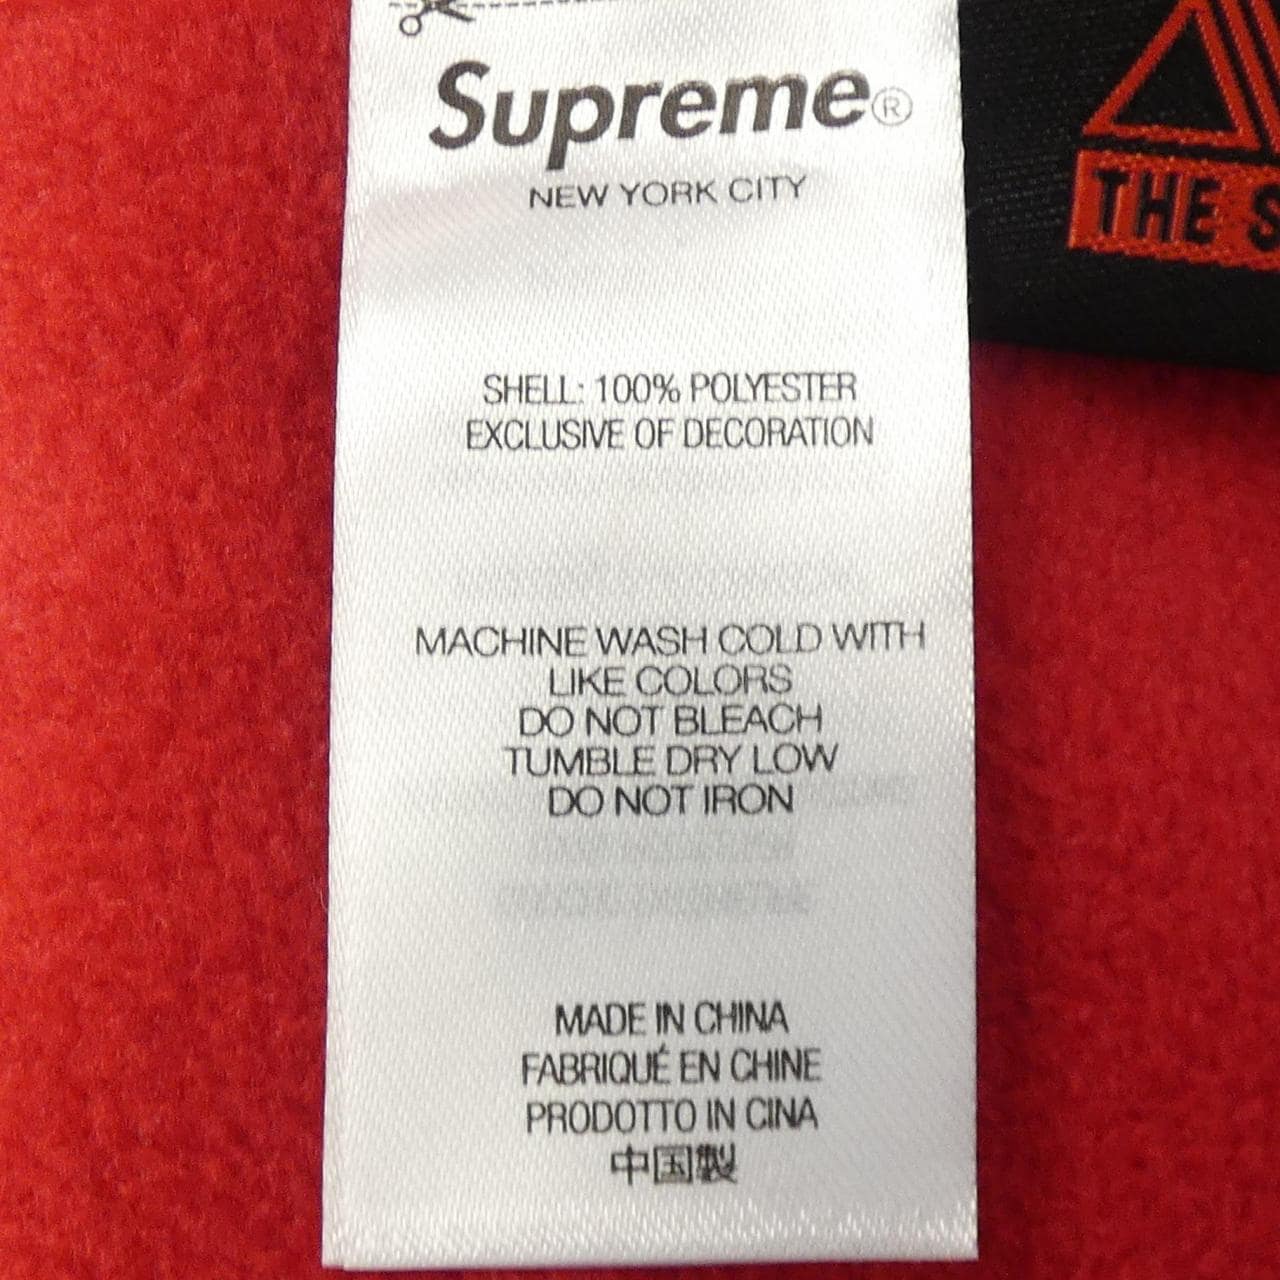 Supreme®
NEW YORK CITY
THE S
SHELL: 100% POLYESTER
EXCLUSIVE OF DECORATION
MACHINE WASH COLD WITH
LIKE COLORS
DO NOT BLEACH
TUMBLE DRY LOW
DO NOT IRON
MADE IN CHINA
FABRIQUÉ EN CHINE
PRODOTTO IN CINA
中国製